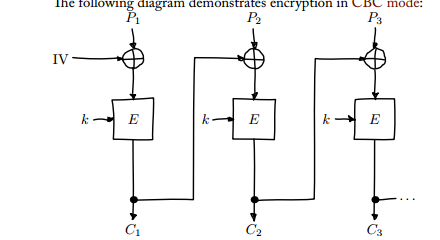 The following diagram demonstrates encryption in CBC mode:
P₁ P₂ P₃
IV
k E k E k E
...
C₁ C₂ C₃